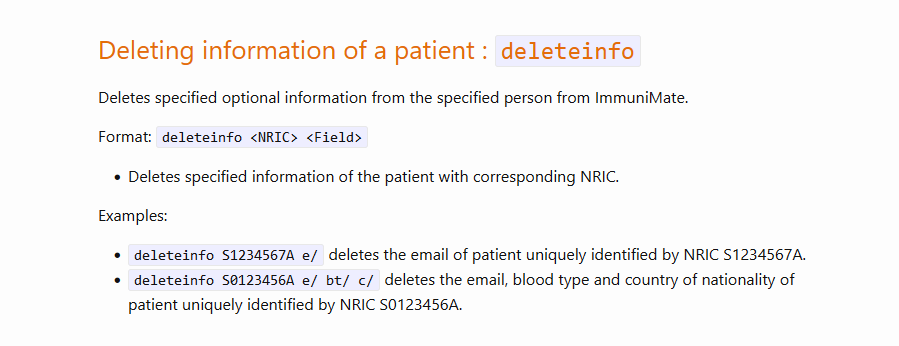 Deleting information of a patient : deleteinfo
Deletes specified optional information from the specified person from ImmuniMate.
Format: deleteinfo <NRIC> <Field>
• Deletes specified information of the patient with corresponding NRIC.
Examples:
• deleteinfo S1234567A e/ deletes the email of patient uniquely identified by NRIC S1234567A.
• deleteinfo S0123456A e/ bt/ c/ deletes the email, blood type and country of nationality of
patient uniquely identified by NRIC S0123456A.